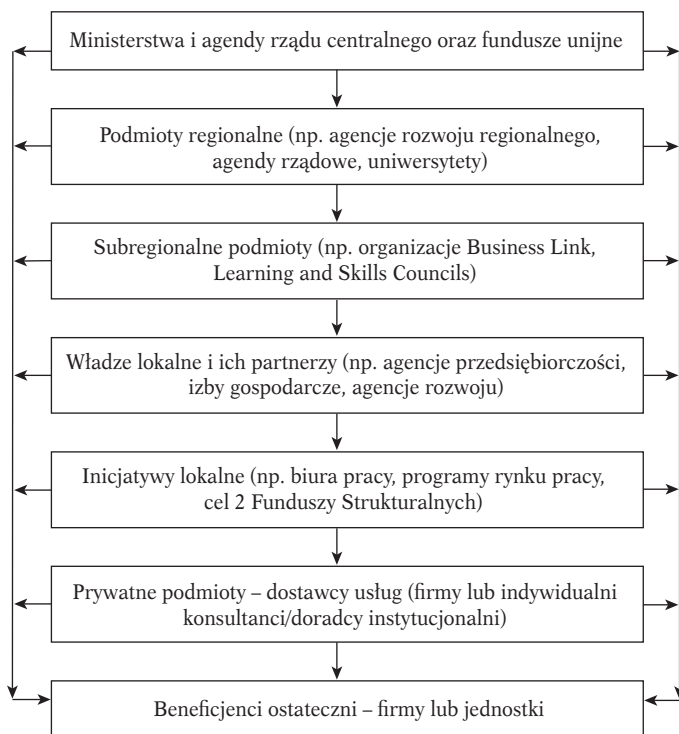 Ministerstwa i agendy rządu centralnego oraz fundusze unijne
Podmioty regionalne (np. agencje rozwoju regionalnego,
agendy rządowe, uniwersytety)
Subregionalne podmioty (np. organizacje Business Link,
Learning and Skills Councils)
Władze lokalne i ich partnerzy (np. agencje przedsiębiorczości,
izby gospodarcze, agencje rozwoju)
Inicjatywy lokalne (np. biura pracy, programy rynku pracy,
cel 2 Funduszy Strukturalnych)
Prywatne podmioty – dostawcy usług (firmy lub indywidualni
konsultanci/doradcy instytucjonalni)
Beneficjenci ostateczni – firmy lub jednostki